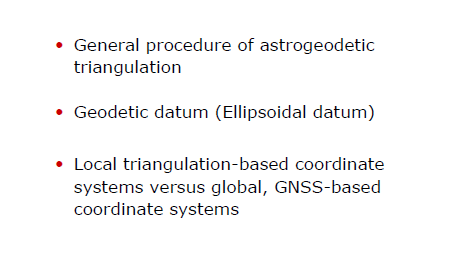 • General procedure of astrogeodetic
triangulation
• Geodetic datum (Ellipsoidal datum)
• Local triangulation-based coordinate
systems versus global, GNSS-based
coordinate systems